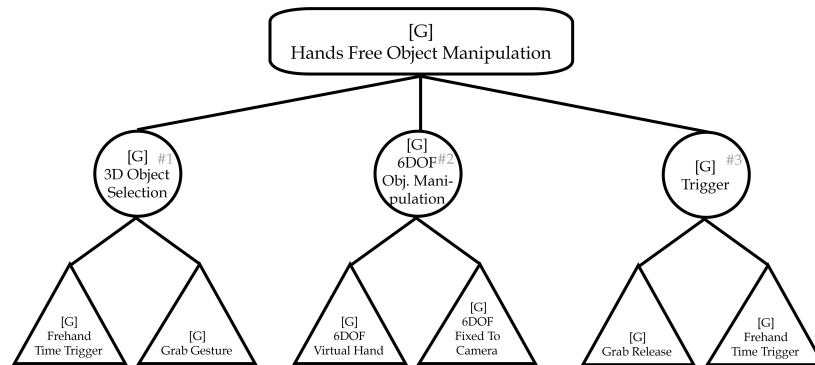 [G]
Hands Free Object Manipulation
[G] #1
3D Object
Selection
[G]
6DOF #2
Obj. Mani-
pulation
[G] #3
Trigger
[G]
Frehand
Time Trigger
[G]
Grab Gesture
[G]
6DOF
Virtual Hand
[G]
6DOF
Fixed To
Camera
[G]
Grab Release
[G]
Frehand
Time Trigger